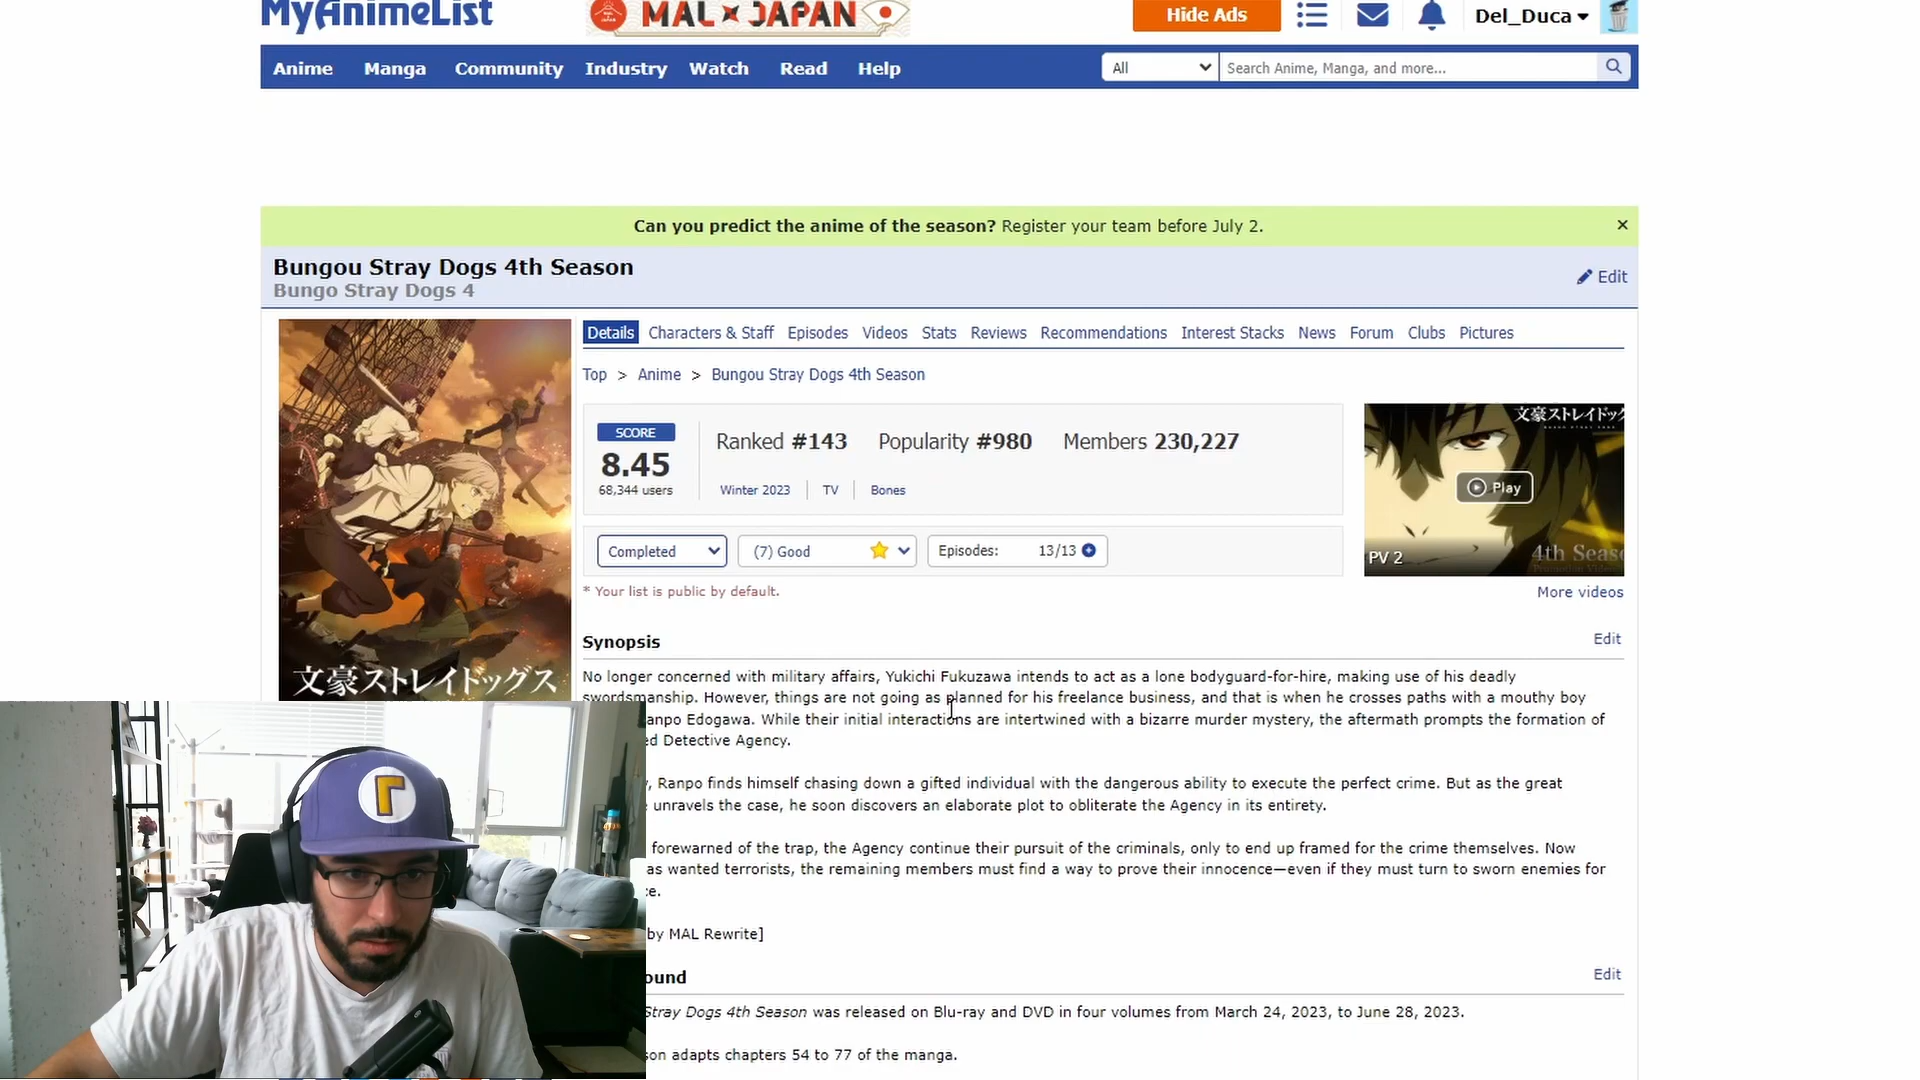 MyAnimeList
MAL x JAPAN
Hide Ads
Del_Duca
Anime Manga Community Industry Watch Read Help
All
Search Anime, Manga, and more...
Can you predict the anime of the season? Register your team before July 2.
×
Bungou Stray Dogs 4th Season
Bungo Stray Dogs 4
Edit
Details Characters & Staff Episodes Videos Stats Reviews Recommendations Interest Stacks News Forum Clubs Pictures
Top > Anime > Bungou Stray Dogs 4th Season
SCORE
8.45
68,344 users
Ranked #143 Popularity #980 Members 230,227
Winter 2023 TV Bones
文豪ストレイドッグ
Play
PV 2
4th Seas
Completed (7) Good Episodes: 13/13
* Your list is public by default.
More videos
Synopsis
Edit
No longer concerned with military affairs, Yukichi Fukuzawa intends to act as a lone bodyguard-for-hire, making use of his deadly
swordsmanship. However, things are not going as planned for his freelance business, and that is when he crosses paths with a mouthy boy
anpo Edogawa. While their initial interactions are intertwined with a bizarre murder mystery, the aftermath prompts the formation of
ed Detective Agency.
, Ranpo finds himself chasing down a gifted individual with the dangerous ability to execute the perfect crime. But as the great
unravels the case, he soon discovers an elaborate plot to obliterate the Agency in its entirety.
forewarned of the trap, the Agency continue their pursuit of the criminals, only to end up framed for the crime themselves. Now
as wanted terrorists, the remaining members must find a way to prove their innocence—even if they must turn to sworn enemies for
ce.
by MAL Rewrite]
ound
Edit
Stray Dogs 4th Season was released on Blu-ray and DVD in four volumes from March 24, 2023, to June 28, 2023.
son adapts chapters 54 to 77 of the manga.
文豪ストレイドッグス